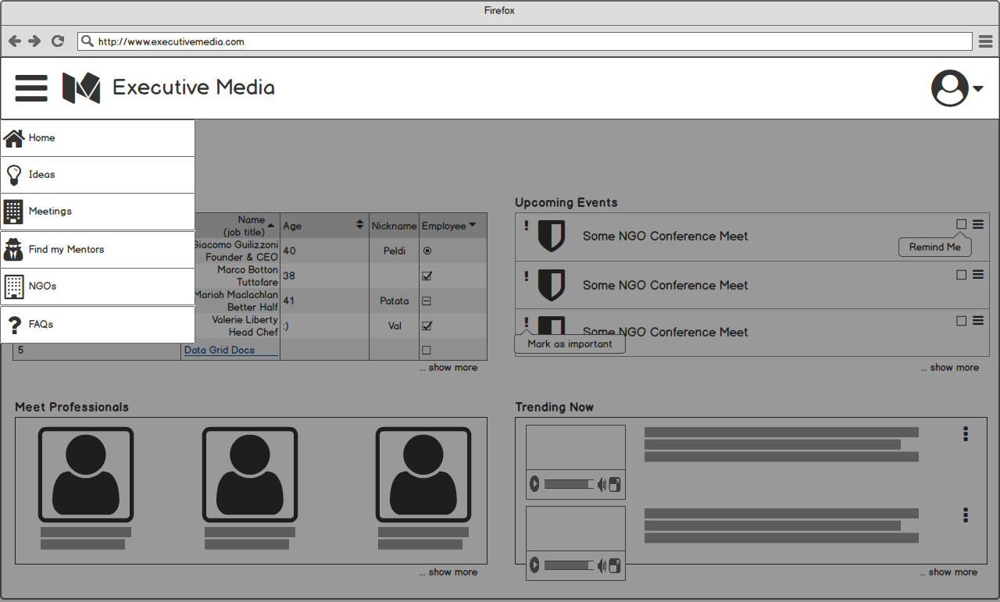 Firefox
http://www.executivemedia.com
Executive Media
Home
Ideas
Meetings
Find my Mentors
NGOs
? FAQs
Name
(job title)
Age
Nickname
Employee
Giacomo Guilizzoni
Founder & CEO
40
Peldi
Marco Botton
Tuttofare
38
Mariah Maclachlan
Better Half
41
Patata
Valerie Liberty
Head Chef
:)
Val
5
Data Grid Docs
... show more
Upcoming Events
! Some NGO Conference Meet
Remind Me
! Some NGO Conference Meet
! Some NGO Conference Meet
Mark as important
... show more
Meet Professionals
... show more
Trending Now
... show more